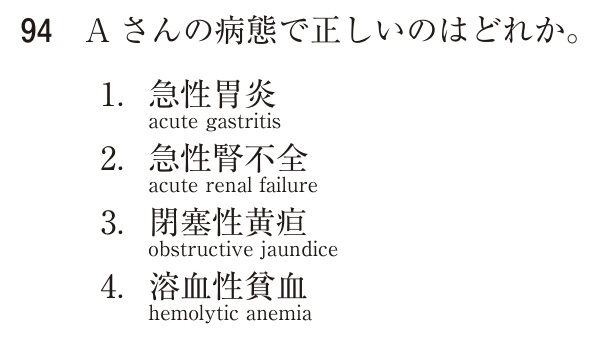 94 Aさんの病態で正しいのはどれか。
1. 急性胃炎
acute gastritis
2. 急性腎不全
acute renal failure
3. 閉塞性黄疸
obstructive jaundice
4. 溶血性貧血
hemolytic anemia